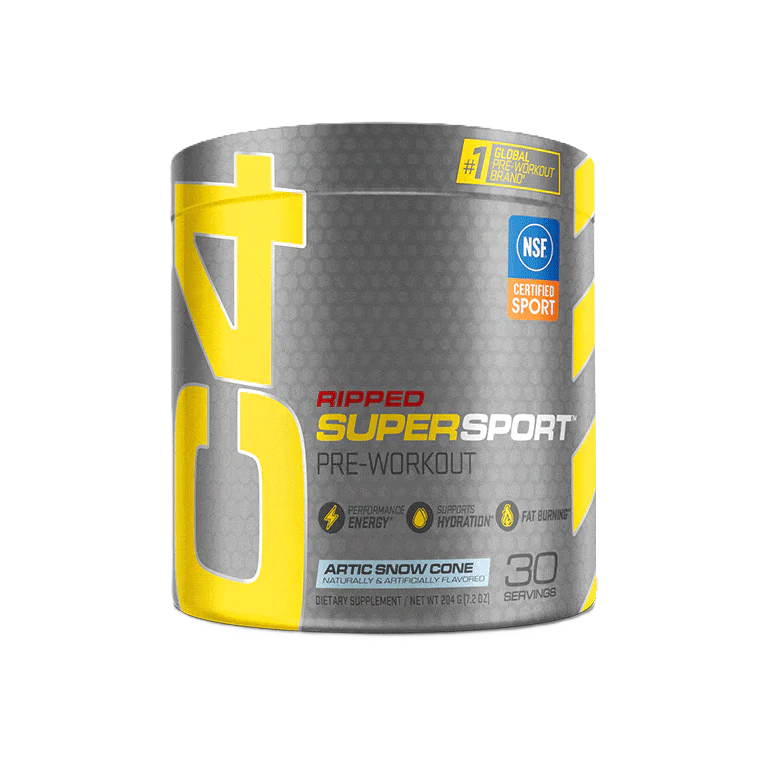 C4
#1 GLOBAL
PRE-WORKOUT
BRAND*
NSF®
CERTIFIED
SPORT
RIPPED
SUPERSPORT™
PRE-WORKOUT
PERFORMANCE
ENERGY*
SUPPORTS
HYDRATION*
FAT BURNING**
ARTIC SNOW CONE
NATURALLY & ARTIFICIALLY FLAVORED
30
SERVINGS
DIETARY SUPPLEMENT / NET WT 204 G (7.2 OZ)